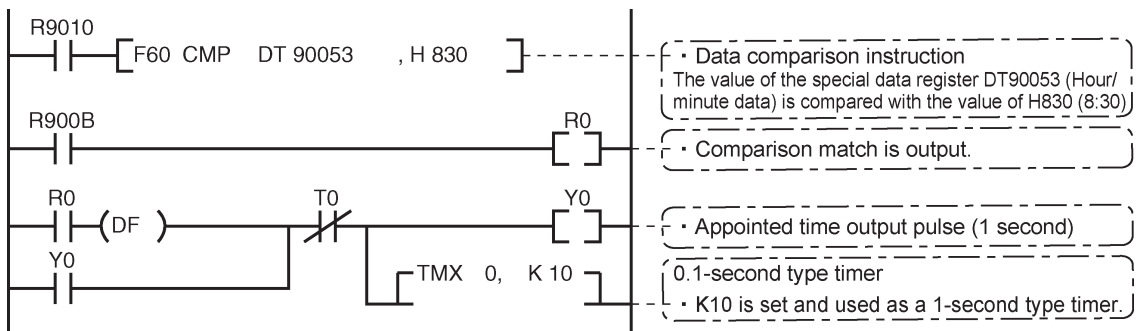 R9010
F60 CMP DT 90053 , H 830
・Data comparison instruction
The value of the special data register DT90053 (Hour/
minute data) is compared with the value of H830 (8:30)
R900B
R0
・Comparison match is output.
R0
(DF )
T0
Y0
・Appointed time output pulse (1 second)
Y0
TMX 0, K 10
0.1-second type timer
・K10 is set and used as a 1-second type timer.